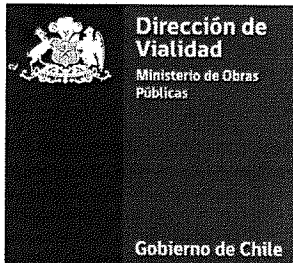 Dirección de
Vialidad
Ministerio de Obras
Públicas
Gobierno de Chile